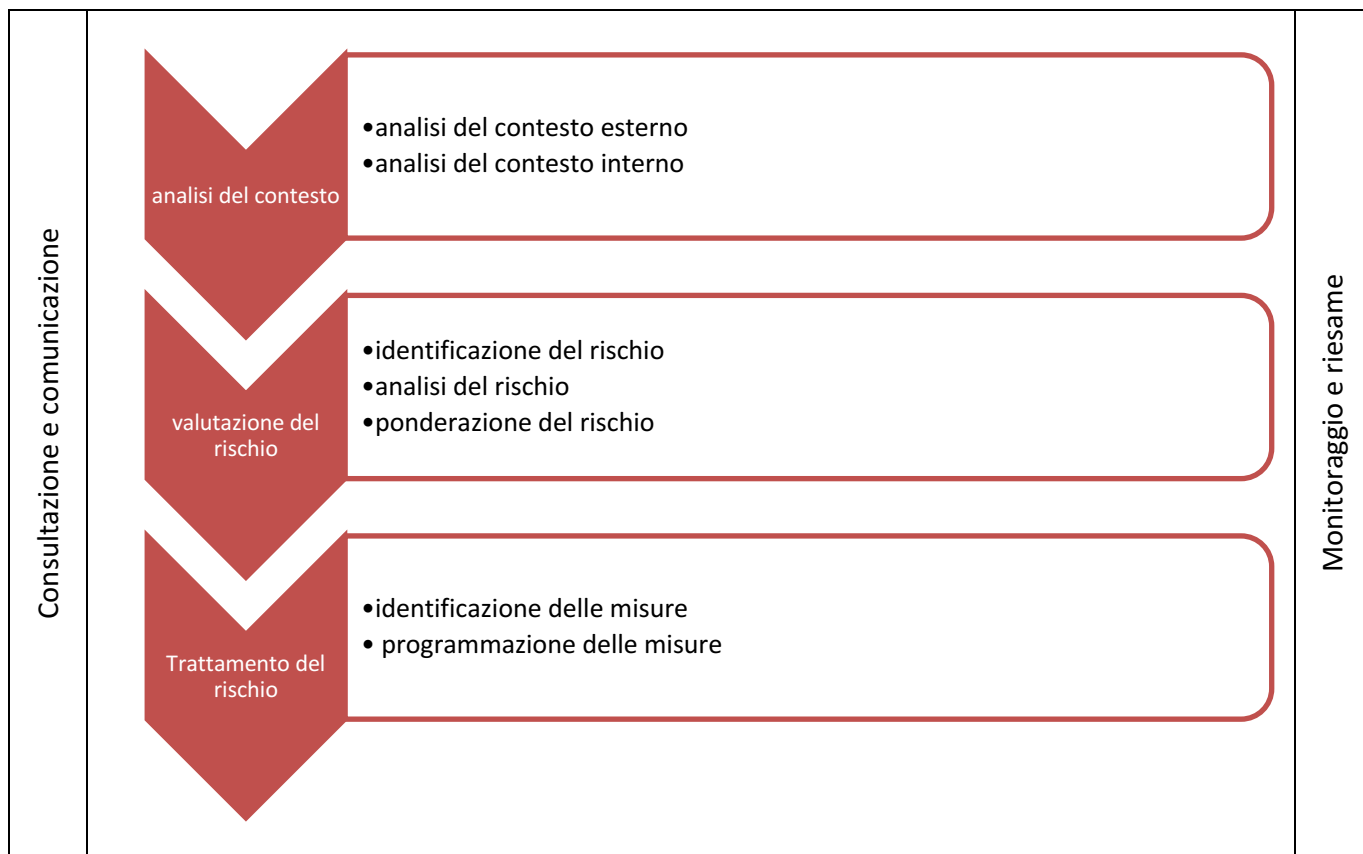 Consultazione e comunicazione
analisi del contesto
•analisi del contesto esterno
•analisi del contesto interno
valutazione del
rischio
•identificazione del rischio
•analisi del rischio
•ponderazione del rischio
Trattamento del
rischio
•identificazione delle misure
• programmazione delle misure
Monitoraggio e riesame